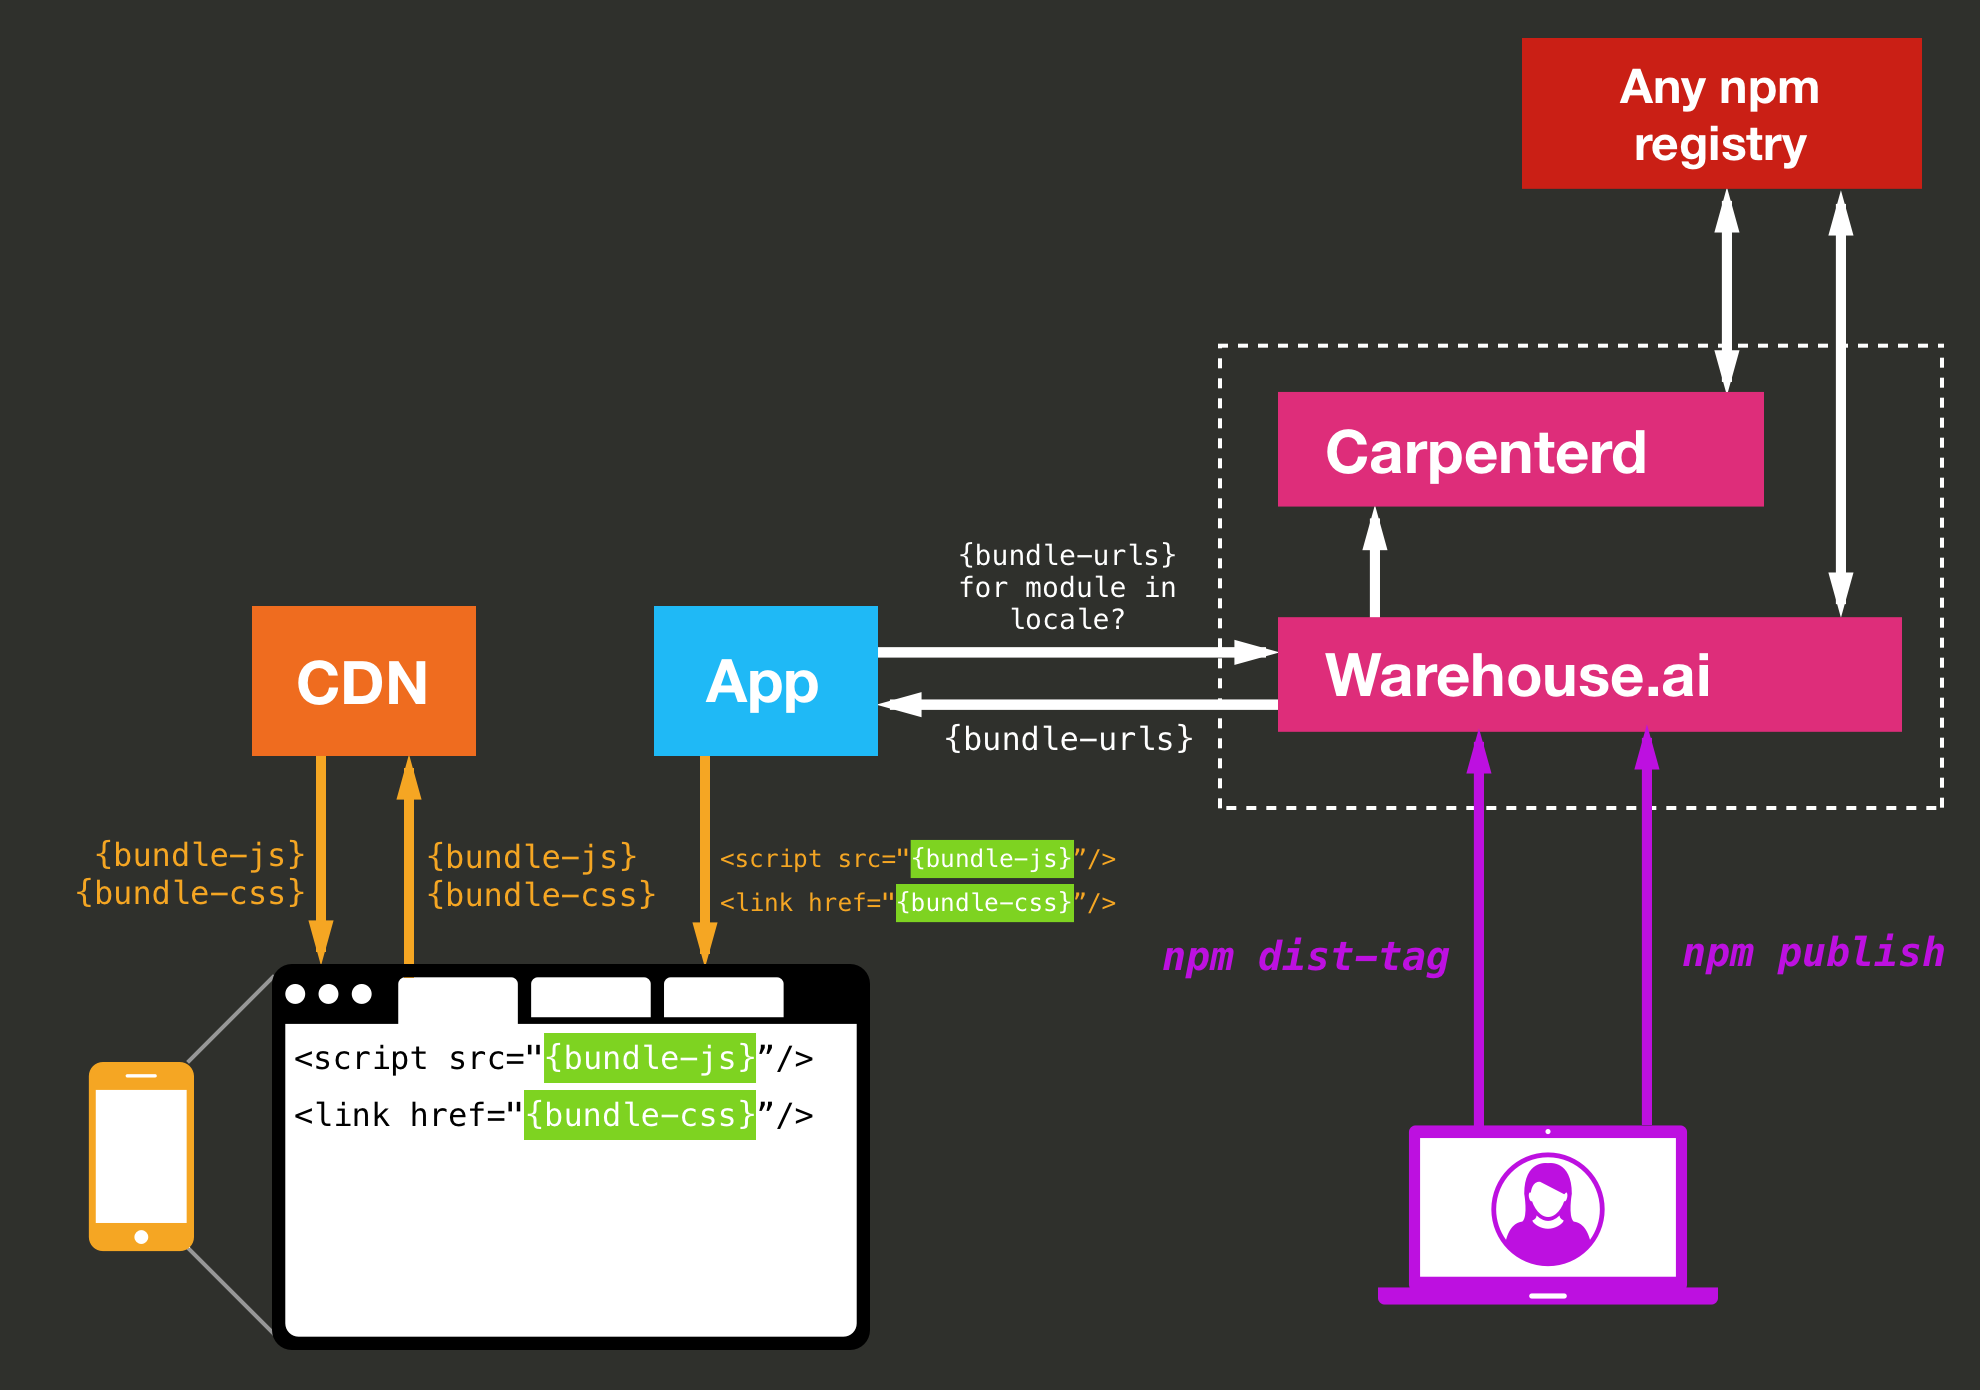 Any npm
registry
Carpenterd
{bundle-urls}
for module in
locale?
CDN
App
Warehouse.ai
{bundle-urls}
{bundle-js}
{bundle-css}
{bundle-js}
{bundle-css}
<script src="{bundle-js}”/>
<link href="{bundle-css}”/>
npm dist-tag
npm publish
<script src="{bundle-js}”/>
<link href="{bundle-css}”/>